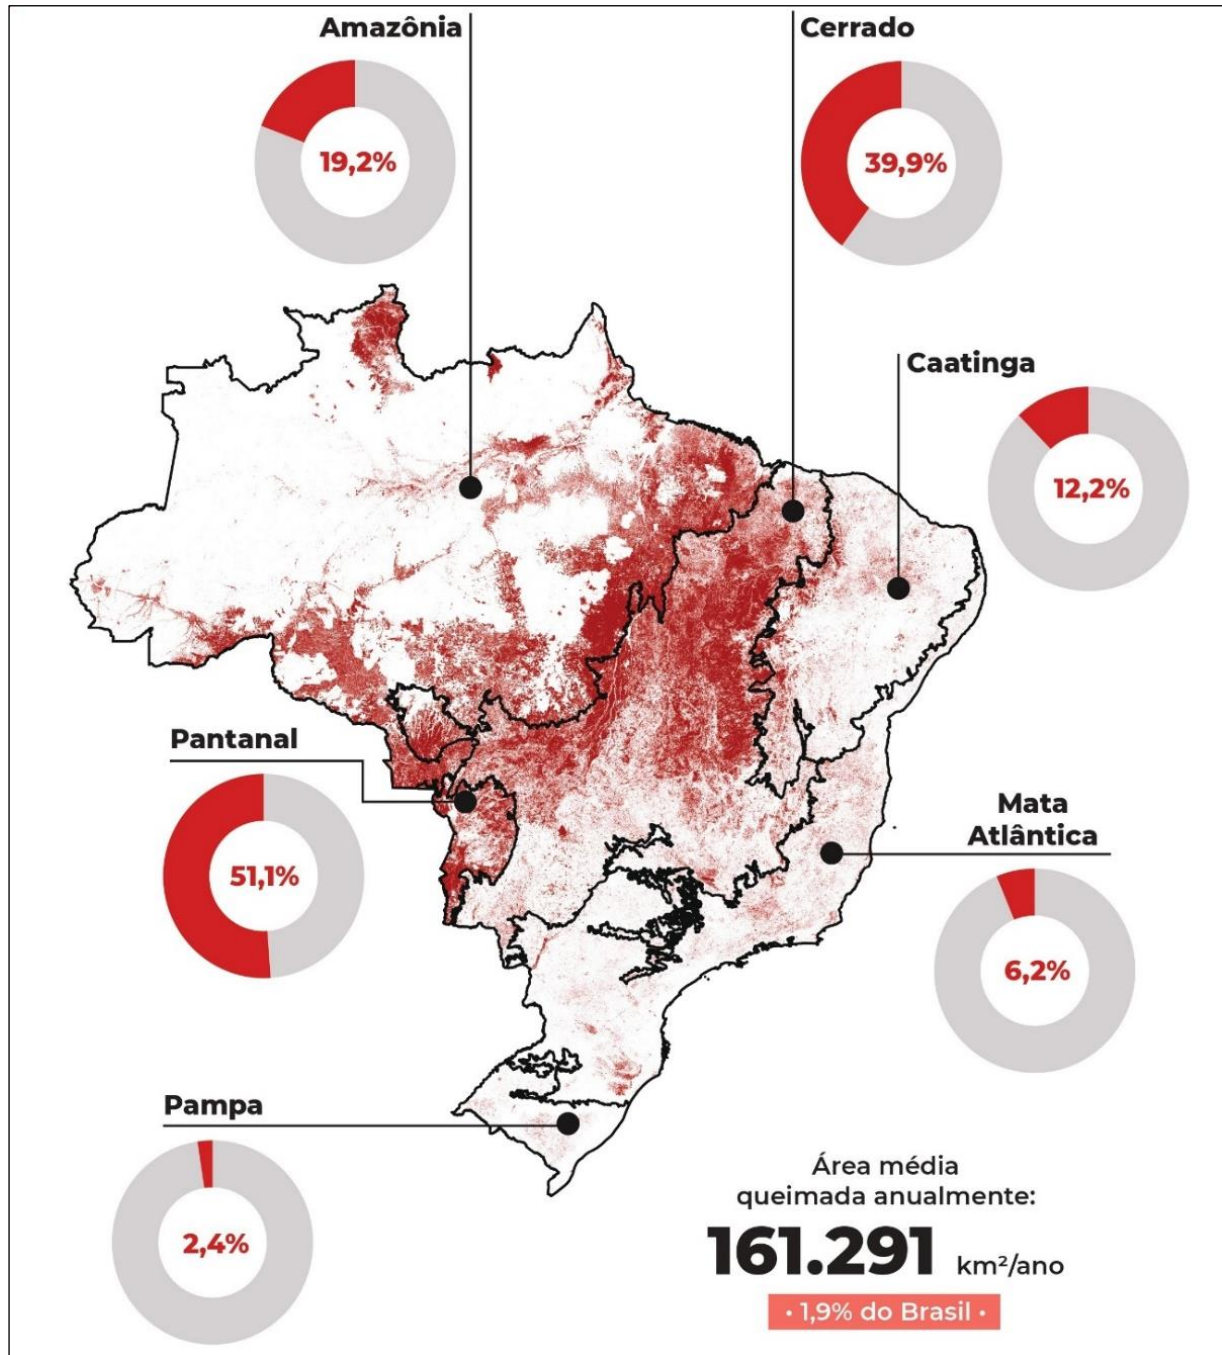 Amazônia
19,2%
Cerrado
39,9%
Caatinga
12,2%
Pantanal
51,1%
Mata
Atlântica
6,2%
Pampa
2,4%
Área média
queimada anualmente:
161.291 km²/ano
• 1,9% do Brasil •